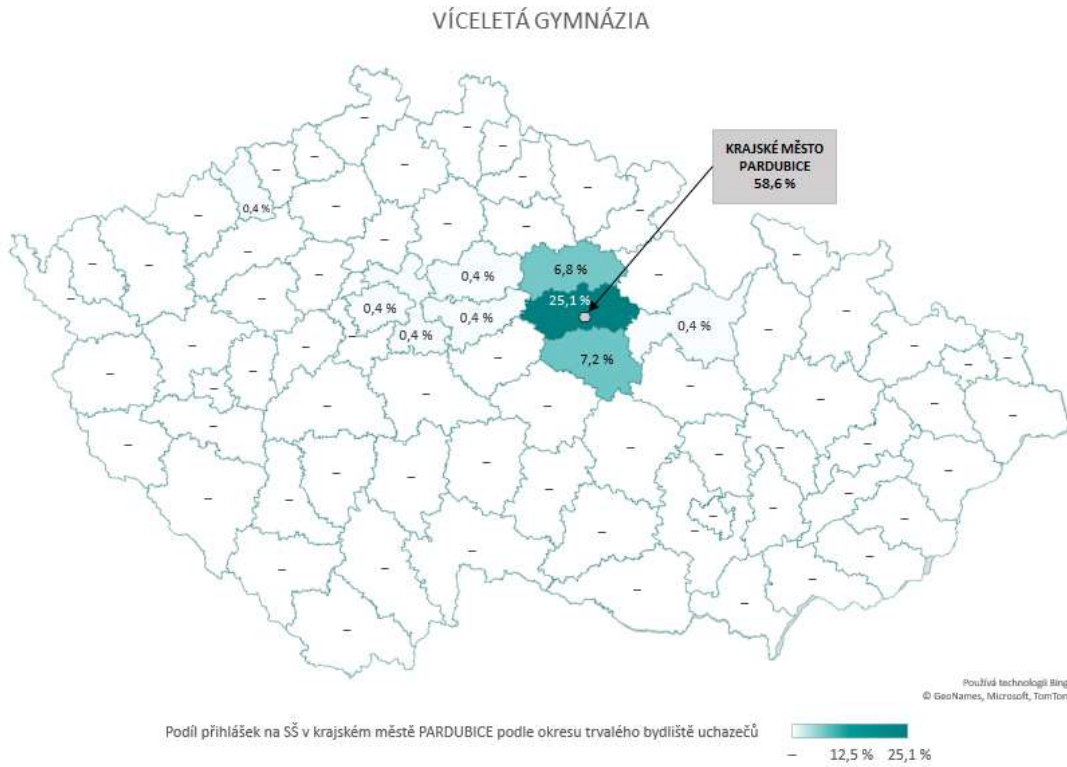 VÍCELETÁ GYMNÁZIA
KRAJSKÉ MĚSTO
PARDUBICE
58,6 %
0,4 %
6,8 %
0,4 %
25,1 %
0,4 %
0,4 %
0,4 %
0,4 %
7,2 %
Používá technologii Bing
© GeoNames, Microsoft, TomTom
Podíl přihlášek na SŠ v krajském městě PARDUBICE podle okresu trvalého bydliště uchazečů
– 12,5 % 25,1 %